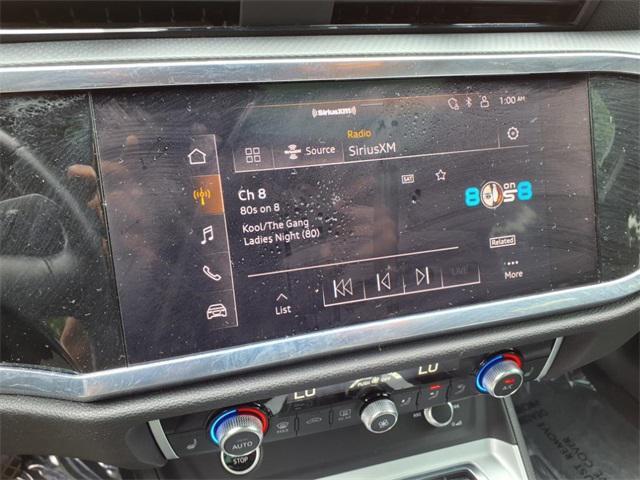 ((SiriusXM))
1:00 AM
Radio
Source
SiriusXM
Ch 8
80s on 8
Kool/The Gang
Ladies Night (80)
SAT
8 on 8
Related
LIVE
More
List
LO
LO
AUTO
A/C
STOP